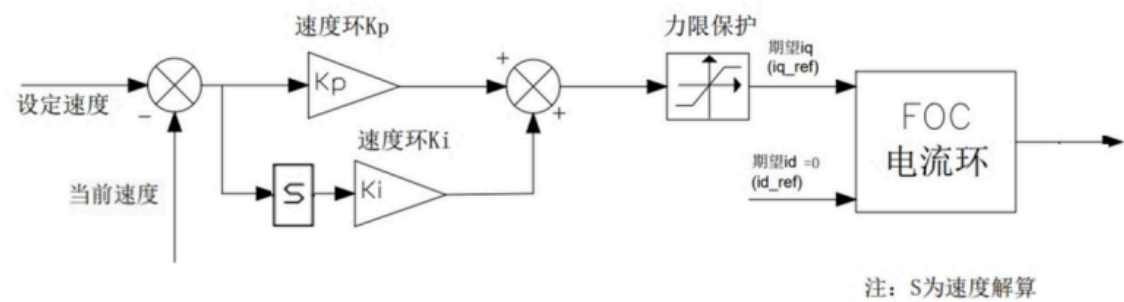 速度环Kp
力限保护
期望iq
(iq_ref)
+
Kp
设定速度
-
+
FOC
电流环
速度环Ki
期望id =0
(id_ref)
当前速度
S
Ki
注: S为速度解算